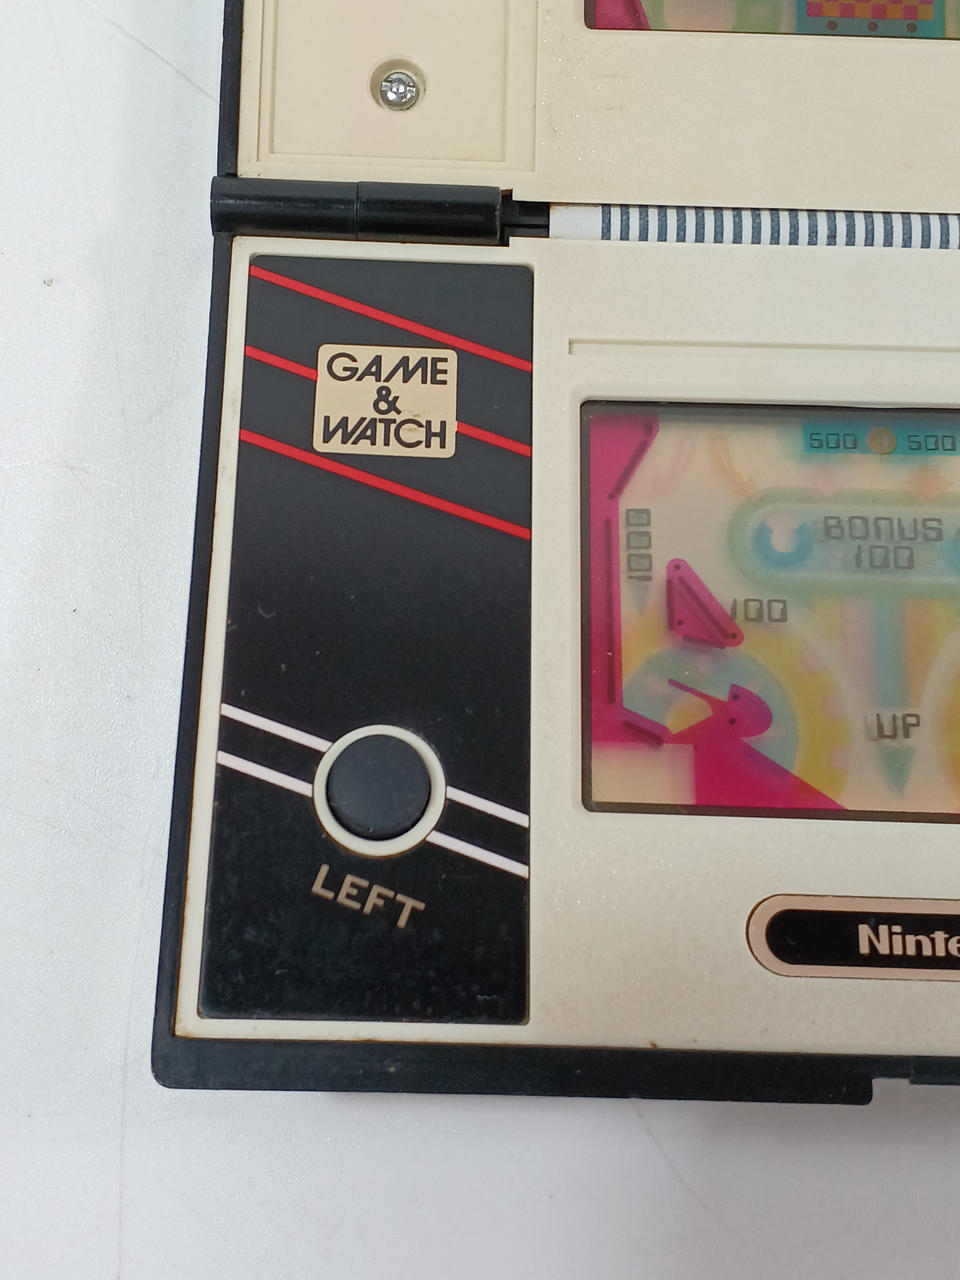 GAME
&
WATCH
500 500
1000
BONUS
100
100
UP
LEFT
Ninte